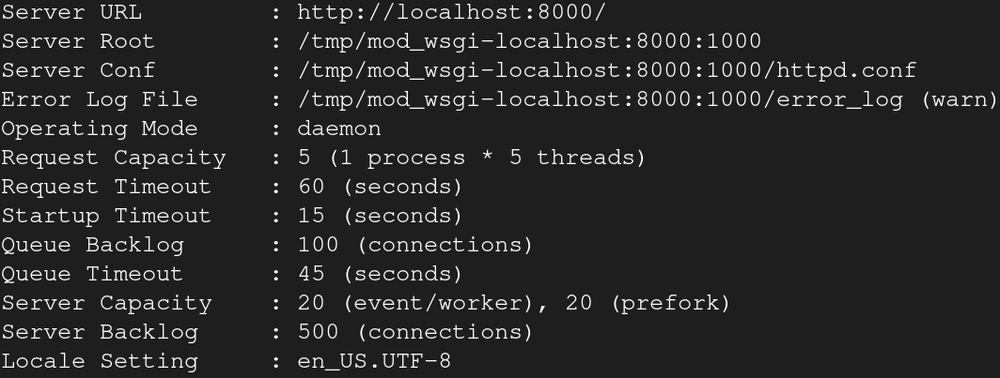 Server URL         : http://localhost:8000/
Server Root        : /tmp/mod_wsgi-localhost:8000:1000
Server Conf        : /tmp/mod_wsgi-localhost:8000:1000/httpd.conf
Error Log File     : /tmp/mod_wsgi-localhost:8000:1000/error_log (warn)
Operating Mode     : daemon
Request Capacity   : 5 (1 process * 5 threads)
Request Timeout    : 60 (seconds)
Startup Timeout    : 15 (seconds)
Queue Backlog      : 100 (connections)
Queue Timeout      : 45 (seconds)
Server Capacity    : 20 (event/worker), 20 (prefork)
Server Backlog     : 500 (connections)
Locale Setting     : en_US.UTF-8